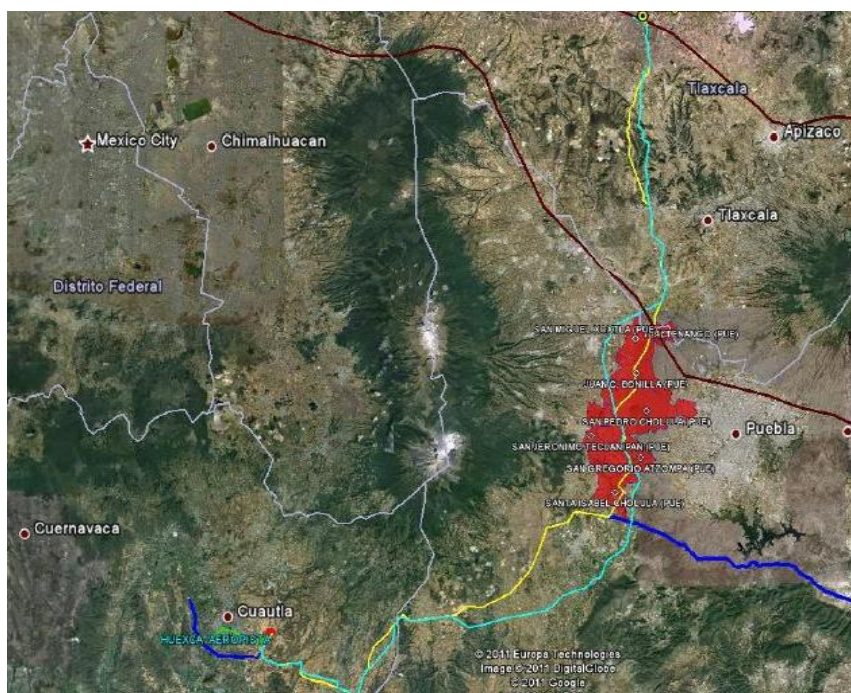 Tlaxcala
Mexico City
Chimalhuacan
Apizaco
Tlaxcala
Distrito Federal
SAN MIGUEL XOXTLA (PUE)
JUAN C. BONILLA (PUE)
SAN PEDRO CHOLULA (PUE)
Puebla
SAN JERONIMO TECUANIPAN (PUE)
SAN GREGORIO ATZOMPA (PUE)
SANTA ISABEL CHOLULA (PUE)
Cuernavaca
Cuautla
HUEXCA AEROPISTA
© 2011 Europa Technologies
Image © 2011 DigitalGlobe
© 2011 Google